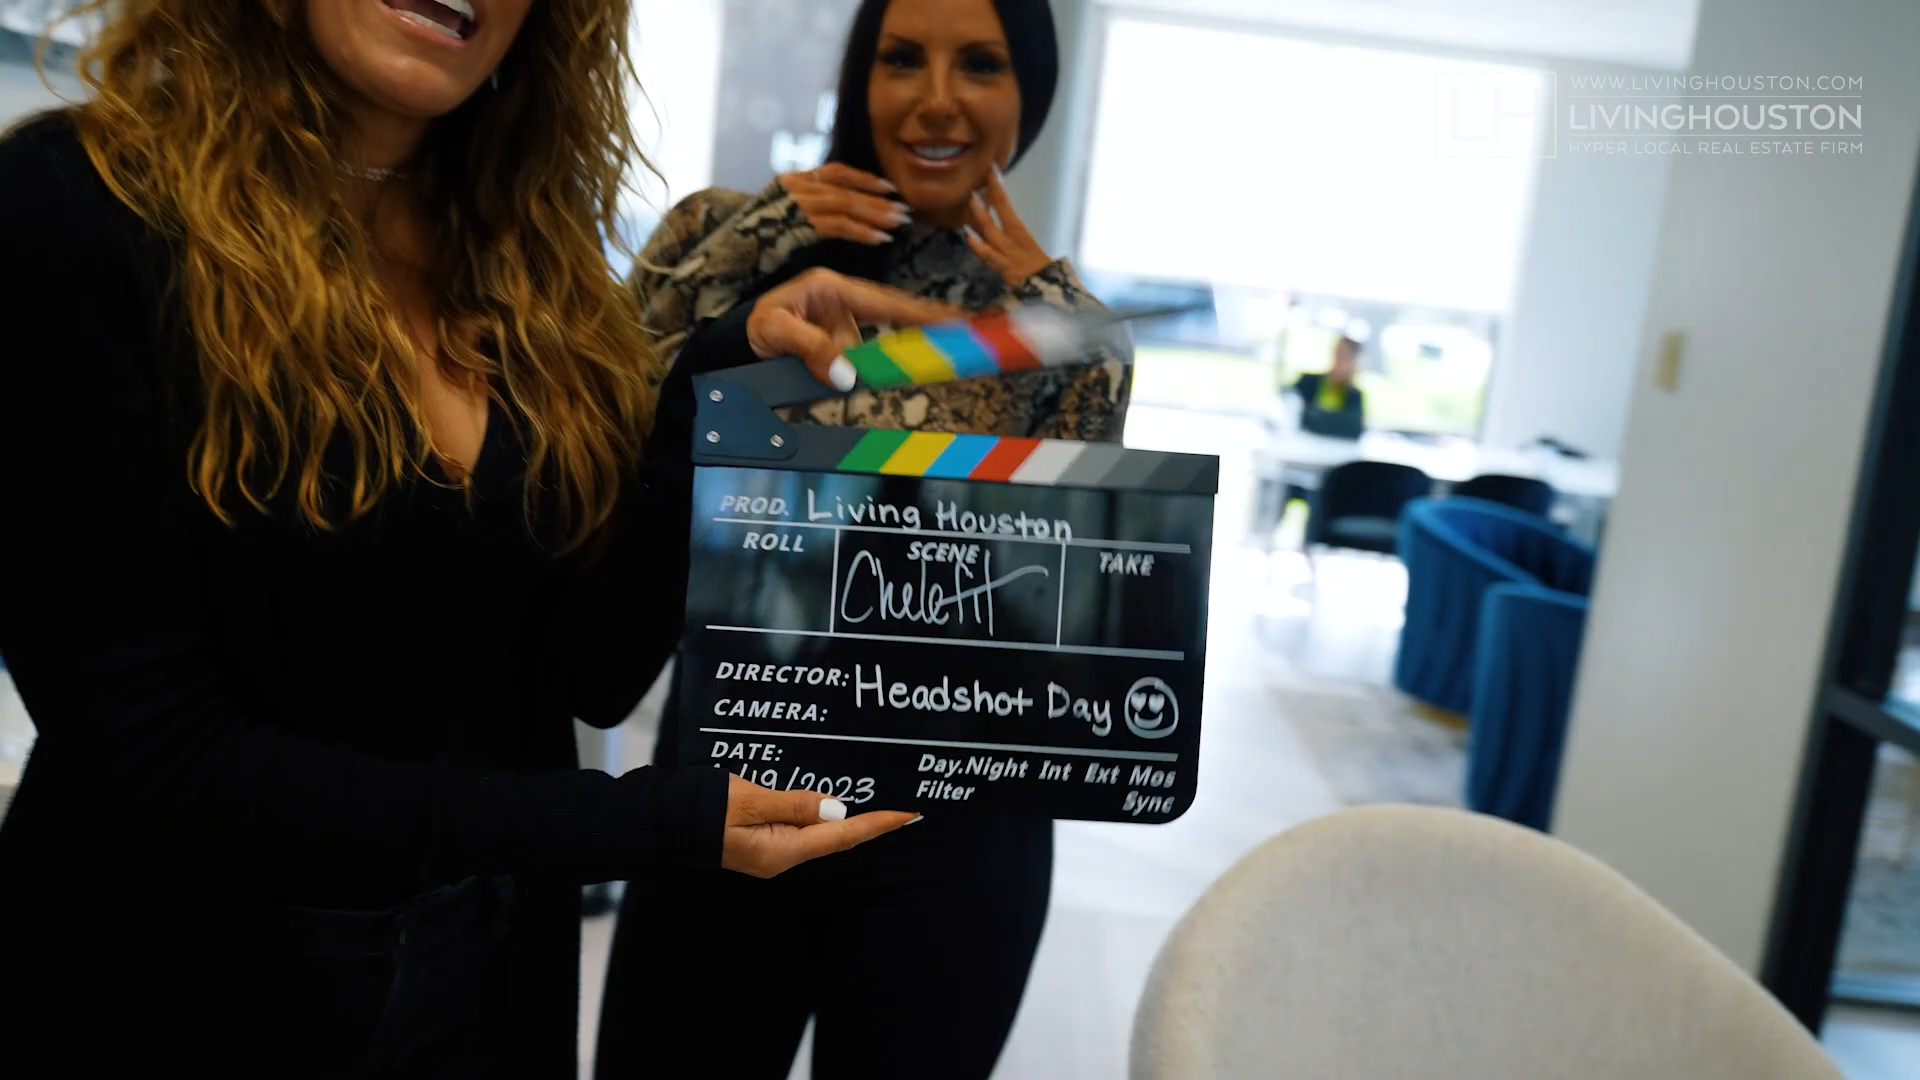 WWW.LIVINGHOUSTON.COM
LIVINGHOUSTON
HYPER LOCAL REAL ESTATE FIRM
PROD. Living Houston
ROLL SCENE TAKE
DIRECTOR: Headshot Day
CAMERA:
DATE:
/19/2023
Day.Night Int Ext Mos
Filter Sync